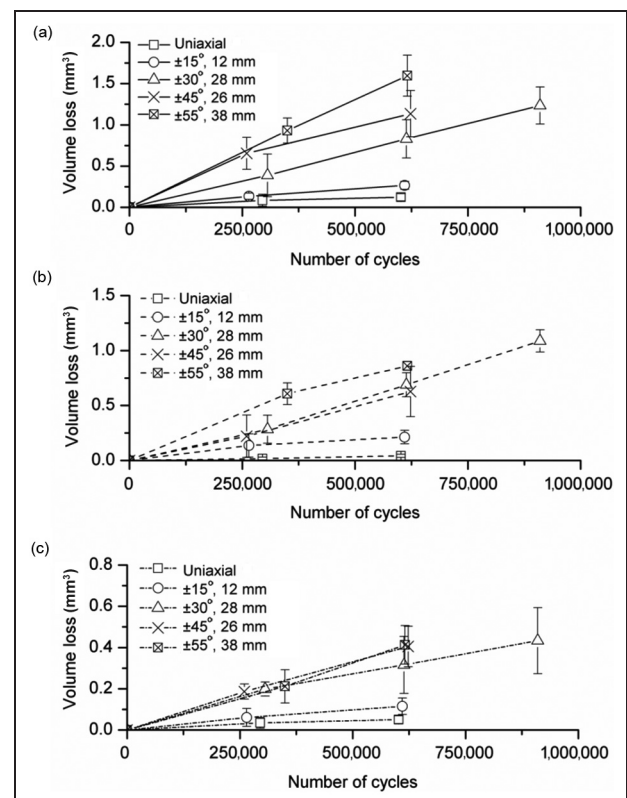 (a)
2.0
1.5
1.0
0.5
0.0
Volume loss (mm³)
Uniaxial
±15°, 12 mm
±30°, 28 mm
±45°, 26 mm
±55°, 38 mm
0 250,000 500,000 750,000 1,000,000
Number of cycles
(b)
1.5
1.0
0.5
0.0
Volume loss (mm³)
Uniaxial
±15°, 12 mm
±30°, 28 mm
±45°, 26 mm
±55°, 38 mm
0 250,000 500,000 750,000 1,000,000
Number of cycles
(c)
0.8
0.6
0.4
0.2
0.0
Volume loss (mm³)
Uniaxial
±15°, 12 mm
±30°, 28 mm
±45°, 26 mm
±55°, 38 mm
0 250,000 500,000 750,000 1,000,000
Number of cycles